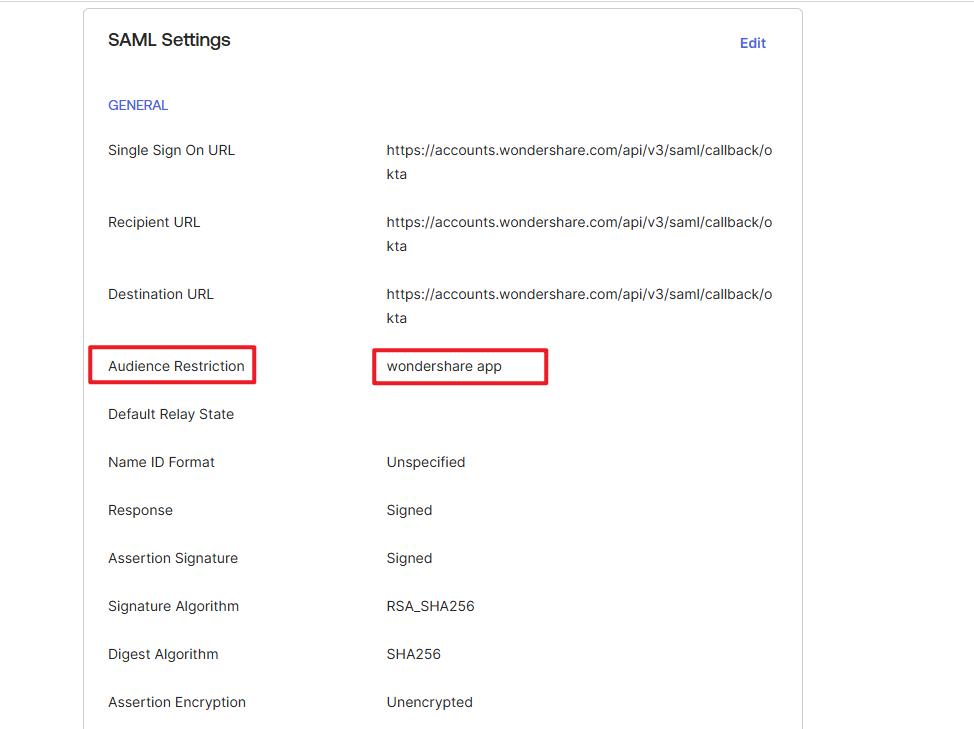 SAML Settings
Edit
GENERAL
Single Sign On URL
https://accounts.wondershare.com/api/v3/saml/callback/o
kta
Recipient URL
https://accounts.wondershare.com/api/v3/saml/callback/o
kta
Destination URL
https://accounts.wondershare.com/api/v3/saml/callback/o
kta
Audience Restriction
wondershare app
Default Relay State
Name ID Format
Unspecified
Response
Signed
Assertion Signature
Signed
Signature Algorithm
RSA_SHA256
Digest Algorithm
SHA256
Assertion Encryption
Unencrypted